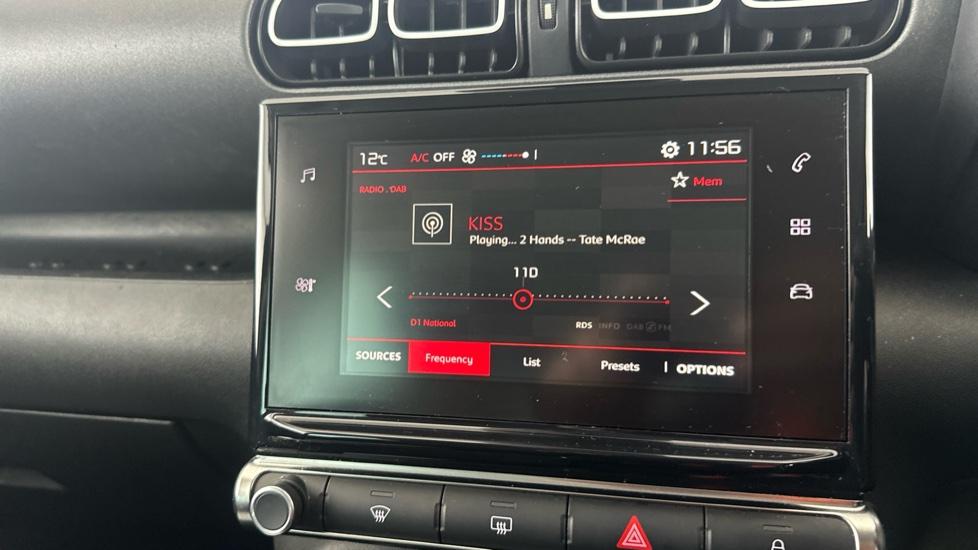 12°C A/C OFF 11:56
RADIO . DAB
Mem
KISS
Playing... 2 Hands -- Tate McRae
11D
D1 National
RDS INFO DAB FM
SOURCES Frequency List Presets OPTIONS